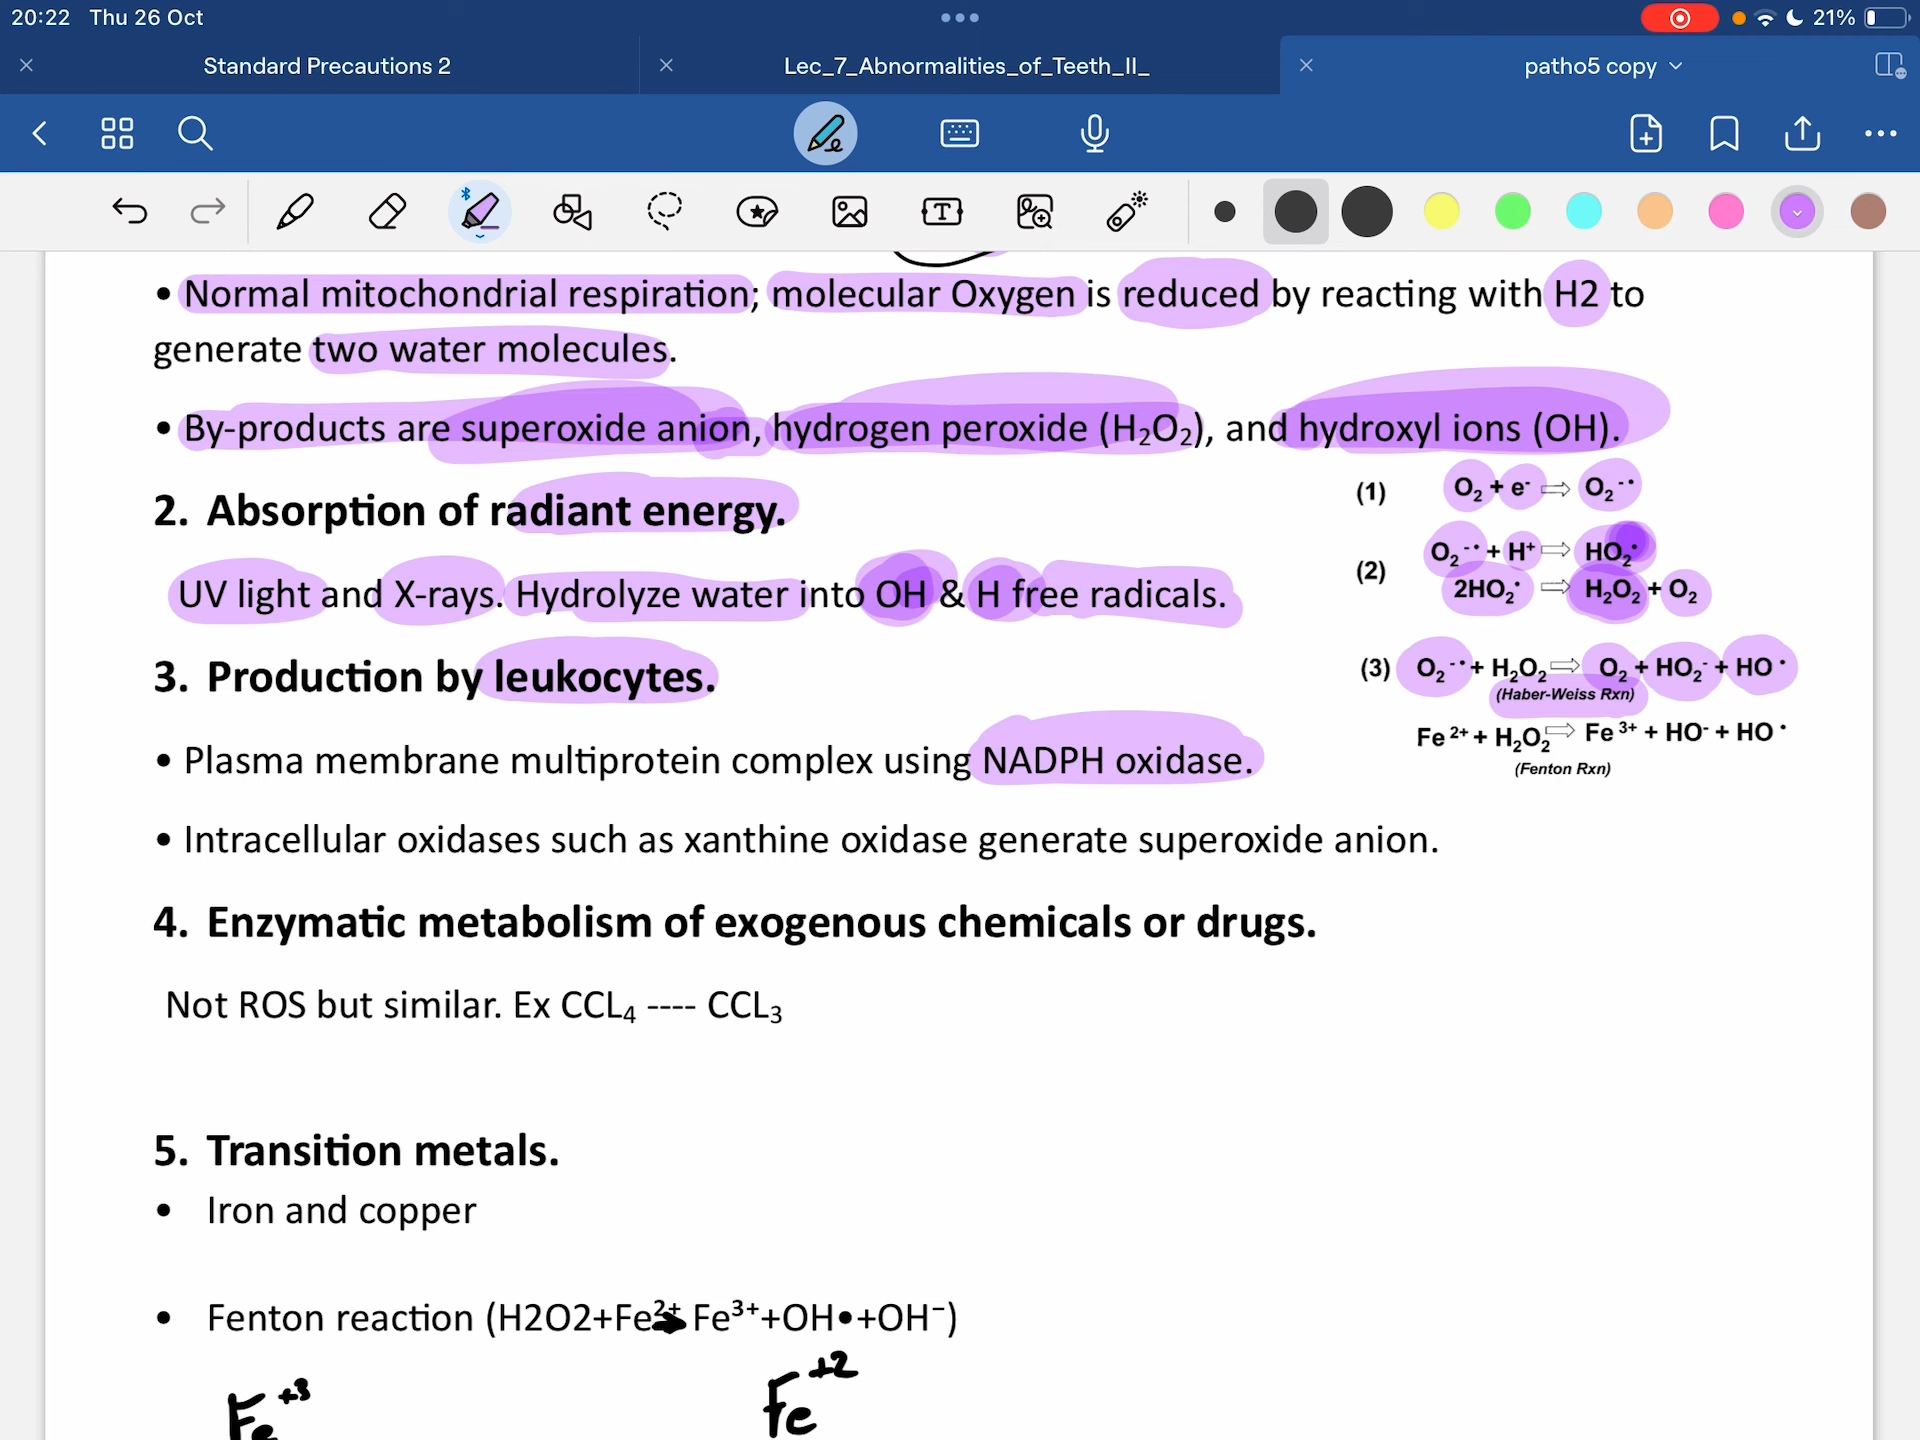 20:22 Thu 26 Oct 21%
Standard Precautions 2 Lec_7_Abnormalities_of_Teeth_II_ patho5 copy
• Normal mitochondrial respiration; molecular Oxygen is reduced by reacting with H2 to
generate two water molecules.
• By-products are superoxide anion, hydrogen peroxide (H₂O₂), and hydroxyl ions (OH).
2. Absorption of radiant energy.
UV light and X-rays. Hydrolyze water into OH & H free radicals.
3. Production by leukocytes.
• Plasma membrane multiprotein complex using NADPH oxidase.
• Intracellular oxidases such as xanthine oxidase generate superoxide anion.
(1) O₂ + e⁻ ⇨ O₂⁻•
(2) O₂⁻• + H⁺ ⇨ HO₂•
2HO₂• ⇨ H₂O₂ + O₂
(3) O₂⁻• + H₂O₂ ⇨ O₂ + HO₂⁻ + HO•
(Haber-Weiss Rxn)
Fe²⁺ + H₂O₂ ⇨ Fe³⁺ + HO⁻ + HO•
(Fenton Rxn)
4. Enzymatic metabolism of exogenous chemicals or drugs.
Not ROS but similar. Ex CCL₄ ---- CCL₃
5. Transition metals.
• Iron and copper
• Fenton reaction (H2O2+Fe²⁺➔Fe³⁺+OH•+OH⁻)
Fe⁺³ Fe⁺²